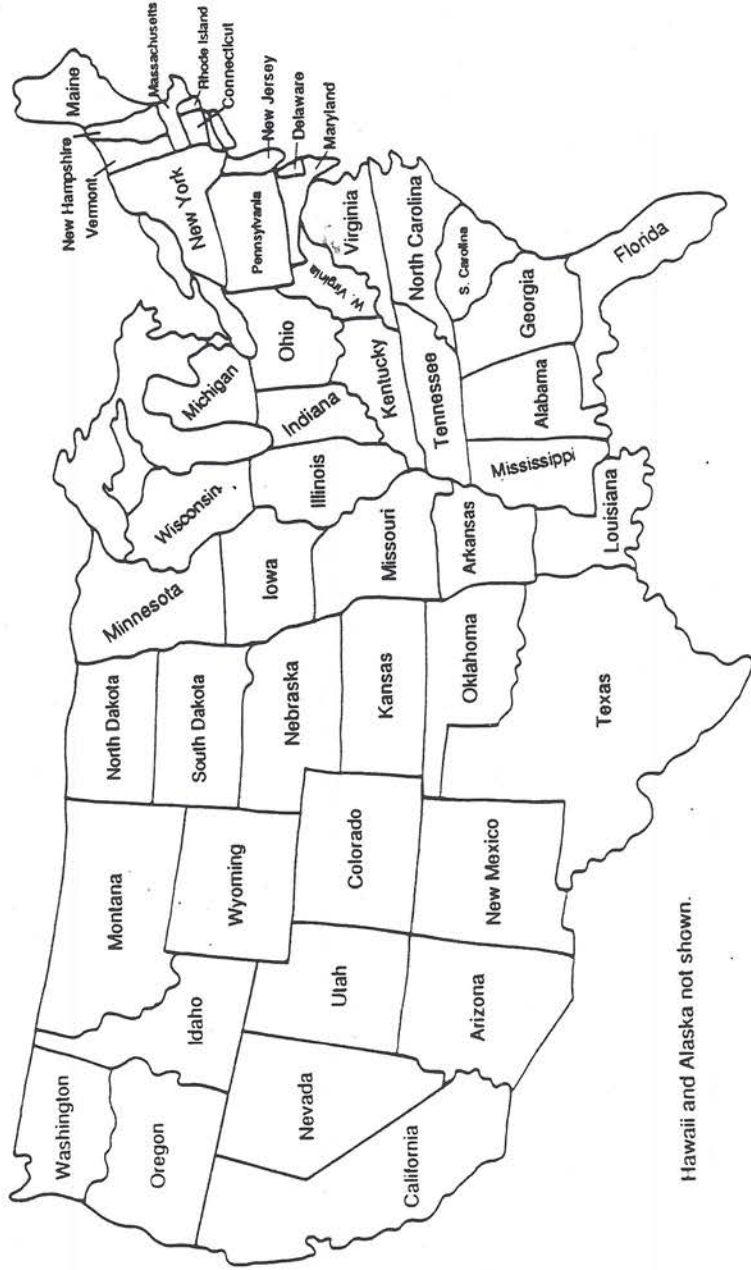 Washington
Oregon
California
Nevada
Idaho
Montana
Wyoming
Utah
Arizona
Colorado
New Mexico
North Dakota
South Dakota
Nebraska
Kansas
Oklahoma
Texas
Minnesota
Iowa
Missouri
Arkansas
Louisiana
Wisconsin
Illinois
Michigan
Indiana
Ohio
Kentucky
Tennessee
Mississippi
Alabama
Georgia
Florida
S. Carolina
North Carolina
Virginia
W. Virginia
Pennsylvania
New York
Vermont
New Hampshire
Maine
Massachusetts
Rhode Island
Connecticut
New Jersey
Delaware
Maryland
Hawaii and Alaska not shown.